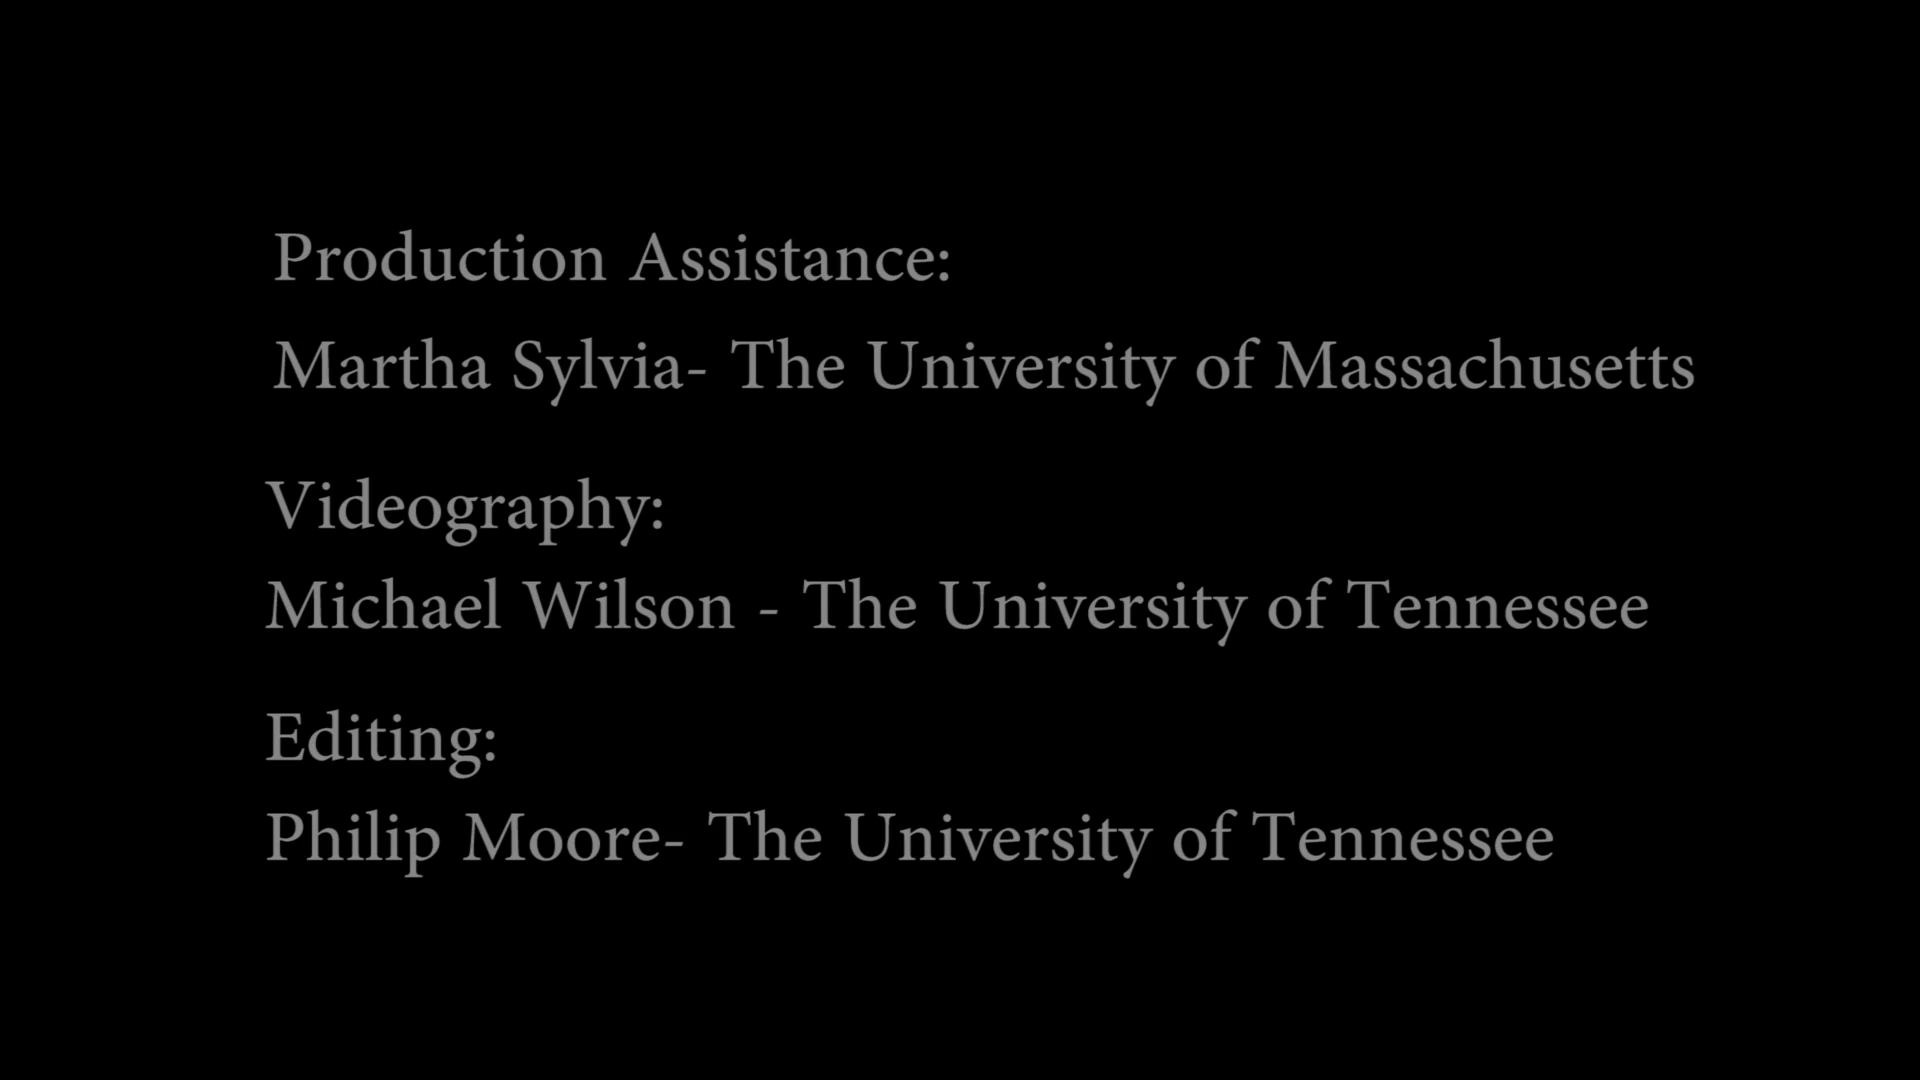 Production Assistance:
Martha Sylvia- The University of Massachusetts
Videography:
Michael Wilson - The University of Tennessee
Editing:
Philip Moore- The University of Tennessee